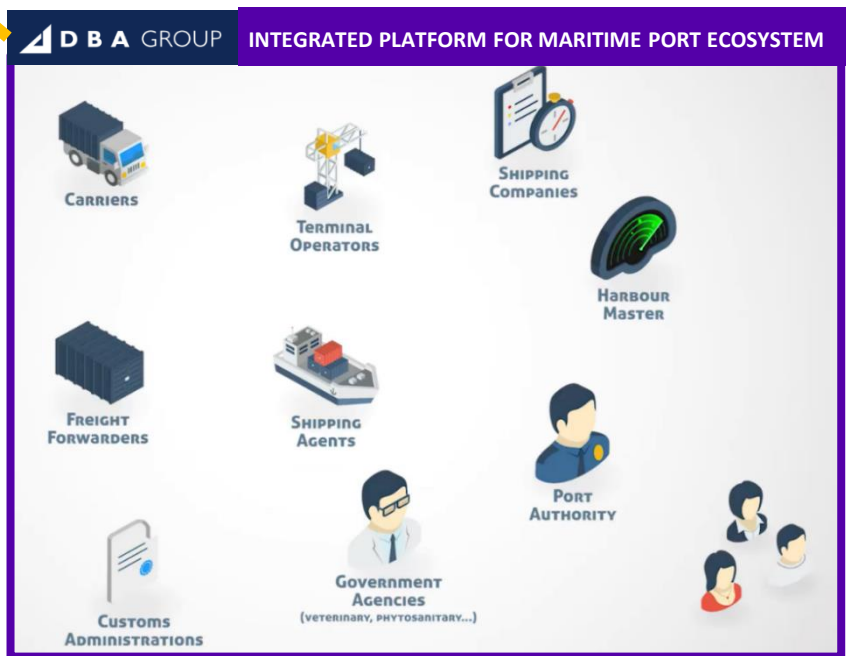 DBA GROUP
INTEGRATED PLATFORM FOR MARITIME PORT ECOSYSTEM
CARRIERS
TERMINAL
OPERATORS
SHIPPING
COMPANIES
HARBOUR
MASTER
FREIGHT
FORWARDERS
SHIPPING
AGENTS
PORT
AUTHORITY
GOVERNMENT
AGENCIES
(VETERINARY, PHYTOSANITARY...)
CUSTOMS
ADMINISTRATIONS